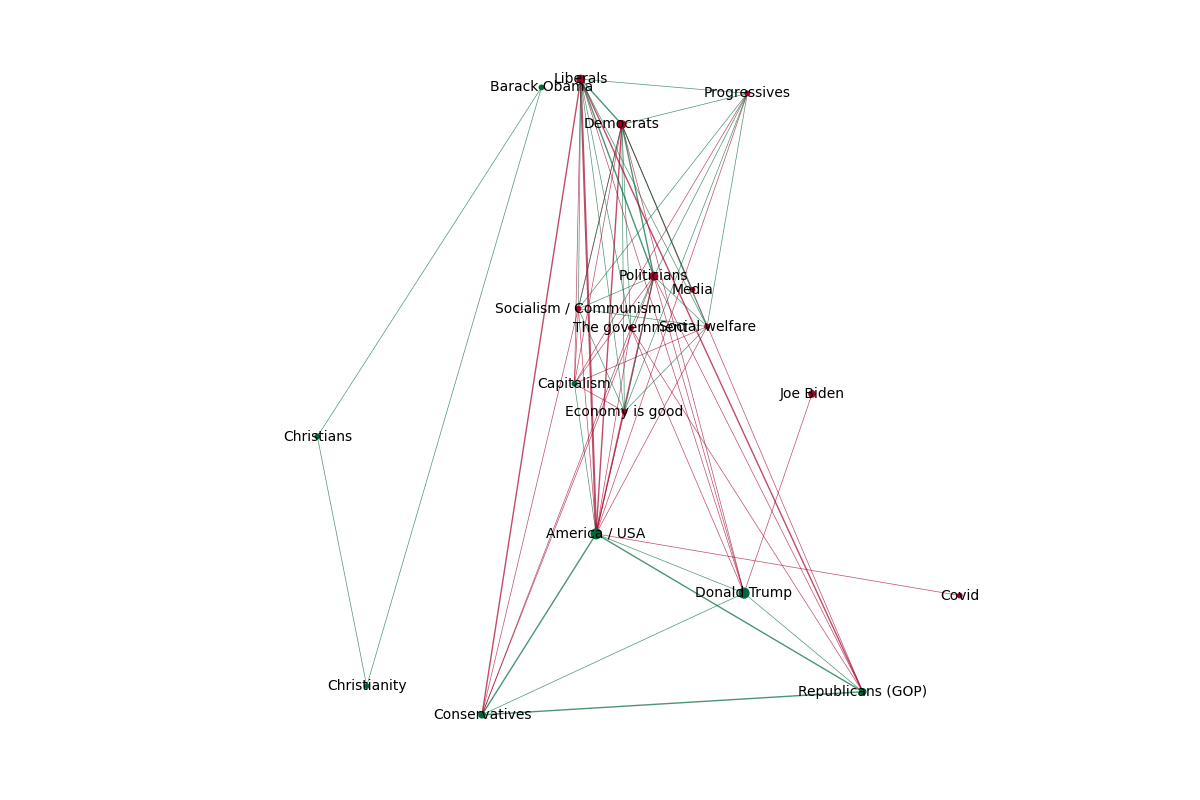 Liberals
Barack Obama
Progressives
Democrats
Politicians
Media
Socialism / Communism
The government
Social welfare
Capitalism
Joe Biden
Economy is good
Christians
America / USA
Donald Trump
Covid
Christianity
Republicans (GOP)
Conservatives